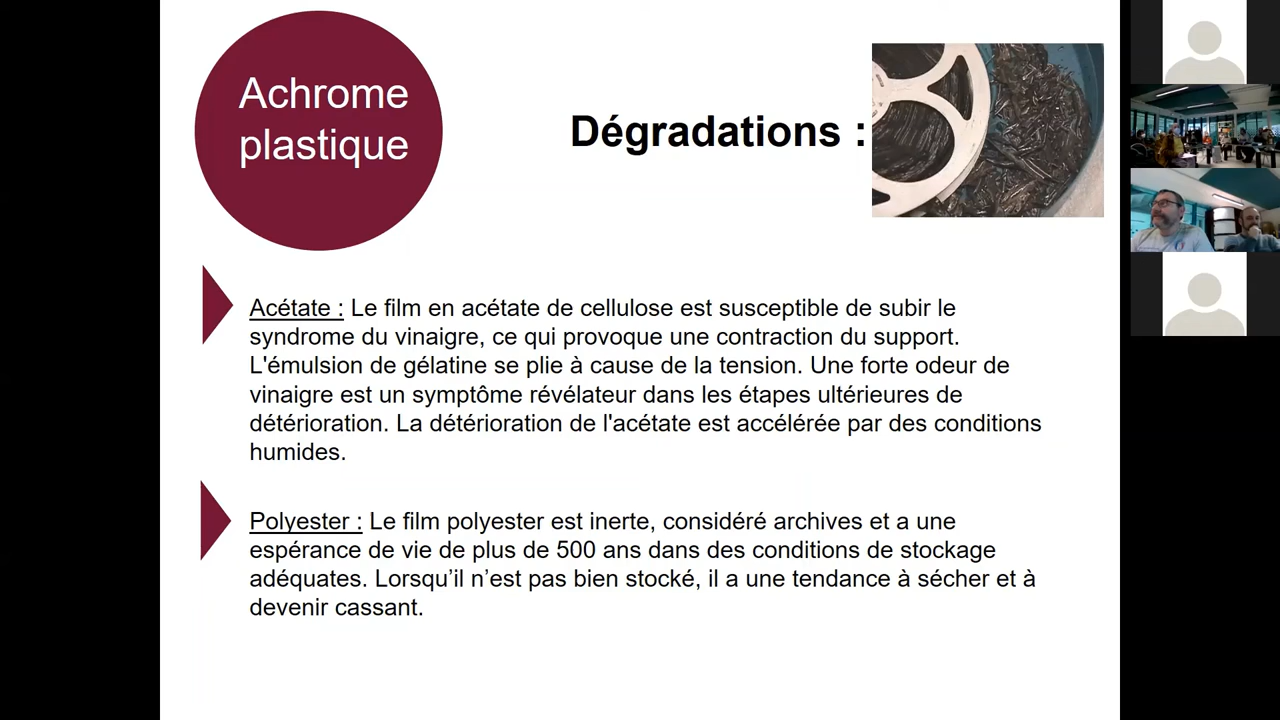 Achrome
plastique
Dégradations :
Acétate : Le film en acétate de cellulose est susceptible de subir le
syndrome du vinaigre, ce qui provoque une contraction du support.
L'émulsion de gélatine se plie à cause de la tension. Une forte odeur de
vinaigre est un symptôme révélateur dans les étapes ultérieures de
détérioration. La détérioration de l'acétate est accélérée par des conditions
humides.
Polyester : Le film polyester est inerte, considéré archives et a une
espérance de vie de plus de 500 ans dans des conditions de stockage
adéquates. Lorsqu’il n’est pas bien stocké, il a une tendance à sécher et à
devenir cassant.